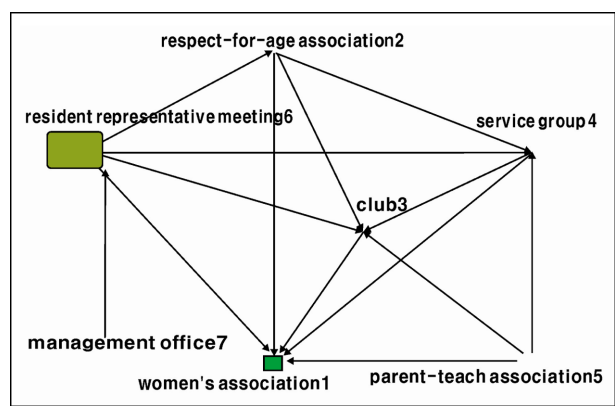 respect-for-age association2
resident representative meeting6
service group 4
club3
management office7
women's association1
parent-teach association5